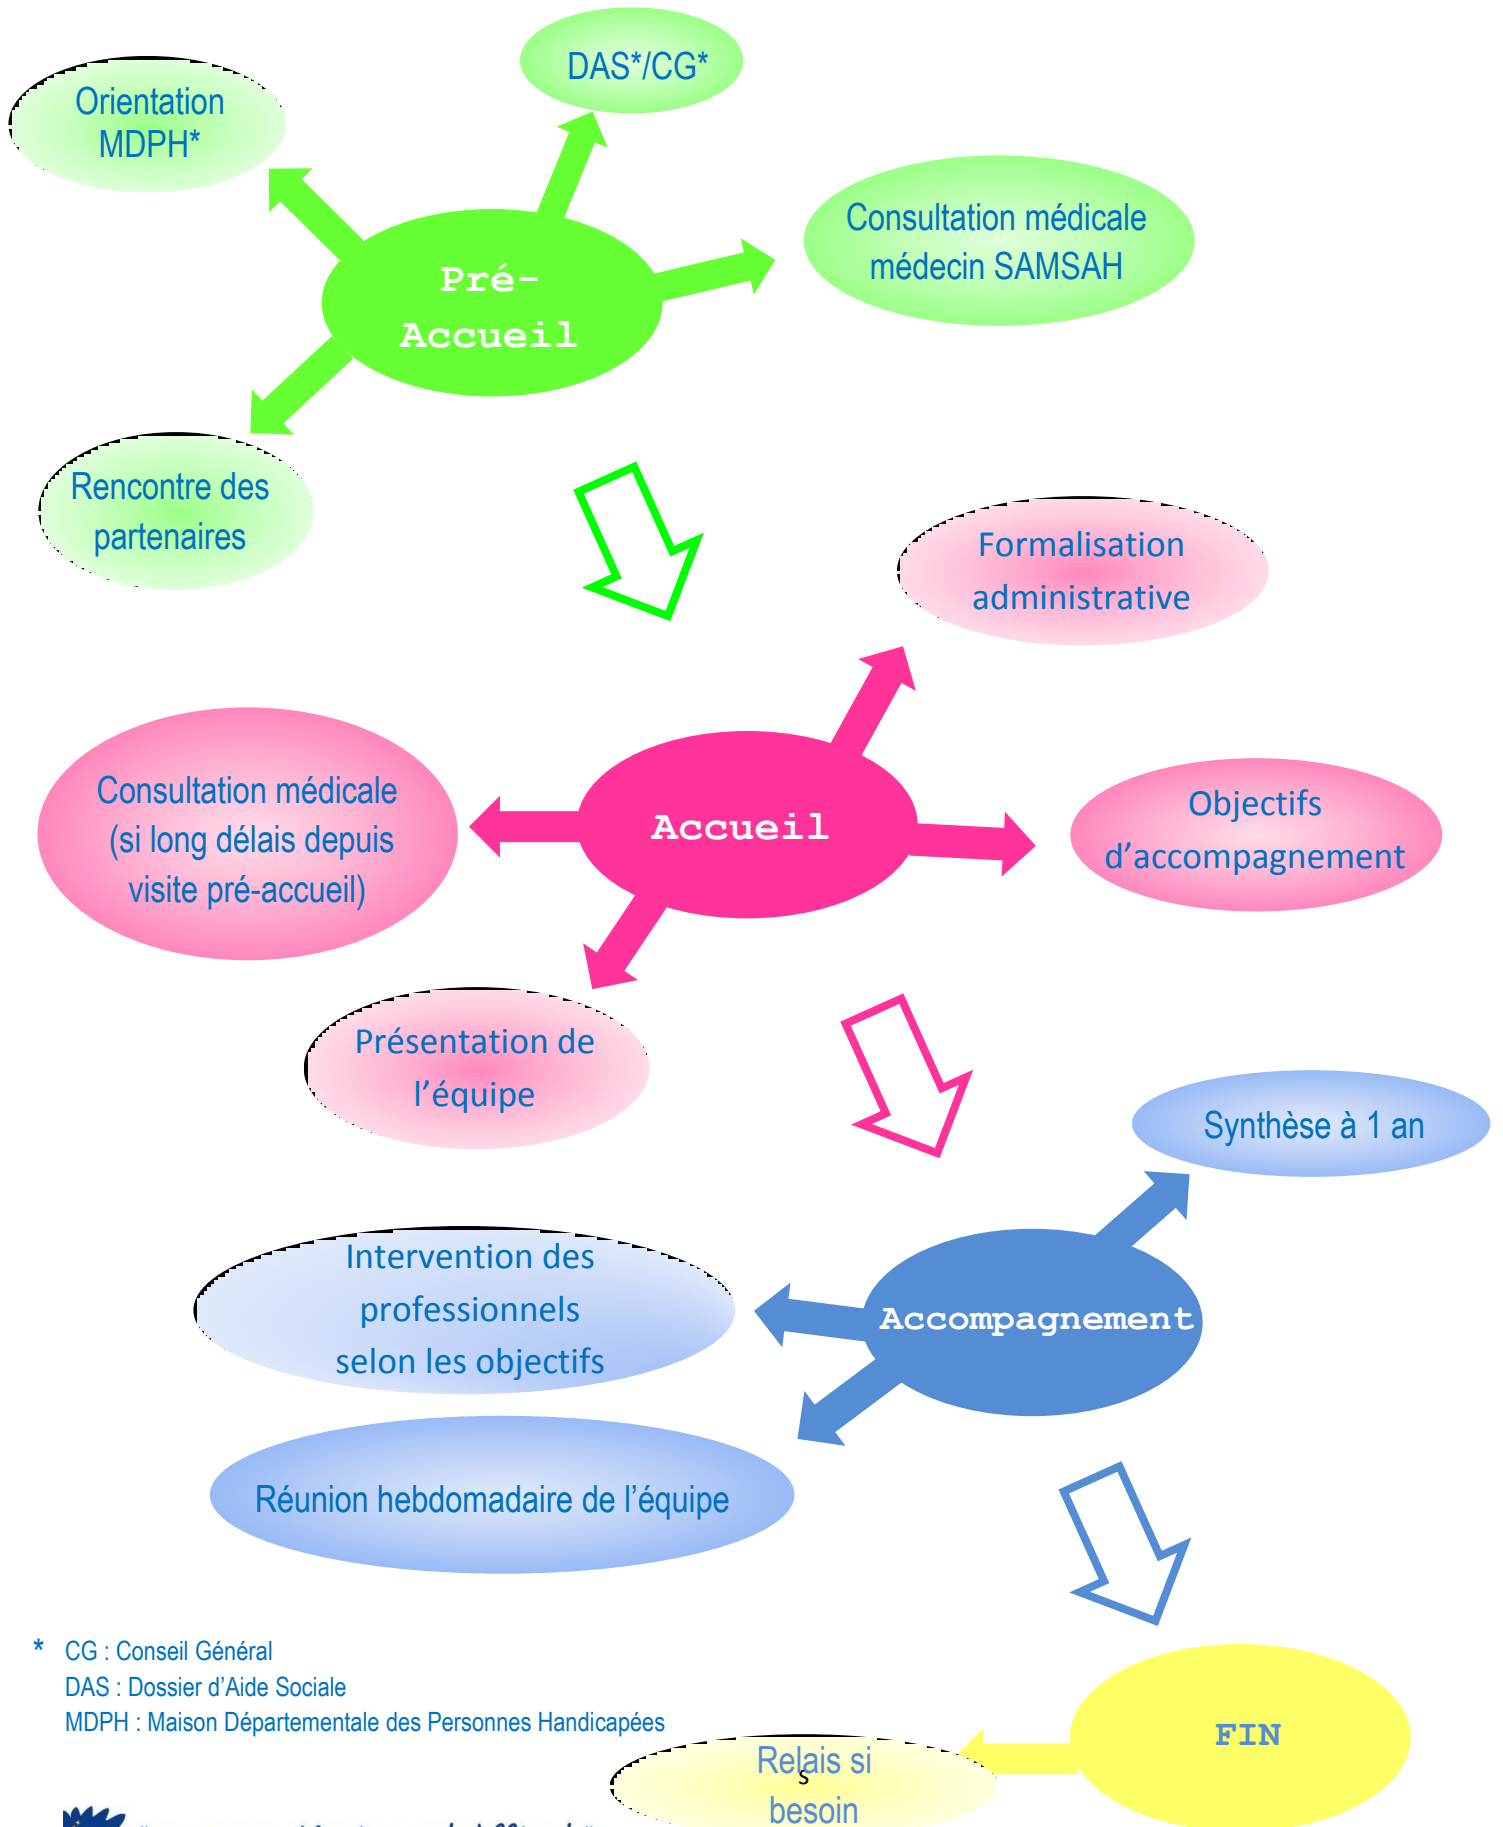 DAS*/CG*
Orientation
MDPH*
Consultation médicale
médecin SAMSAH
Pré-
Accueil
Rencontre des
partenaires
Formalisation
administrative
Consultation médicale
(si long délais depuis
visite pré-accueil)
Accueil
Objectifs
d’accompagnement
Présentation de
l’équipe
Synthèse à 1 an
Intervention des
professionnels
selon les objectifs
Accompagnement
Réunion hebdomadaire de l’équipe
* CG : Conseil Général
DAS : Dossier d’Aide Sociale
MDPH : Maison Départementale des Personnes Handicapées
FIN
Relais si
s
besoin